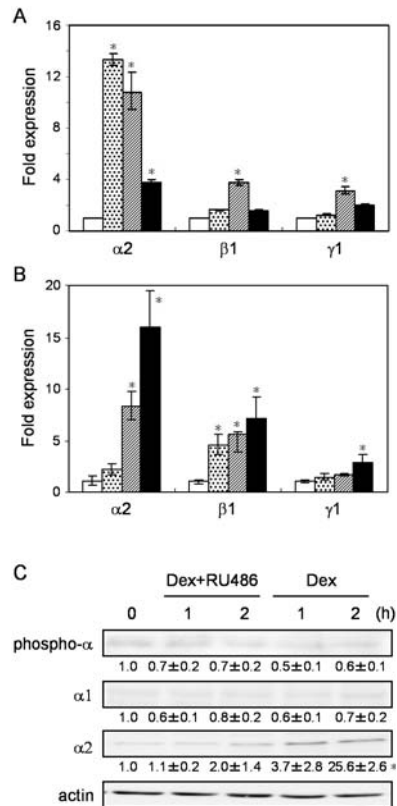 A
16
*
*
12
Fold expression
8
*
*
*
4
0
α2 β1 γ1
B
20
*
15
Fold expression
*
10
*
* *
5
*
0
α2 β1 γ1
C
Dex+RU486 Dex
0 1 2 1 2 (h)
phospho-α
1.0 0.7±0.2 0.7±0.2 0.5±0.1 0.6±0.1
α1
1.0 0.6±0.1 0.8±0.2 0.6±0.1 0.7±0.2
α2
1.0 1.1±0.2 2.0±1.4 3.7±2.8 25.6±2.6 *
actin